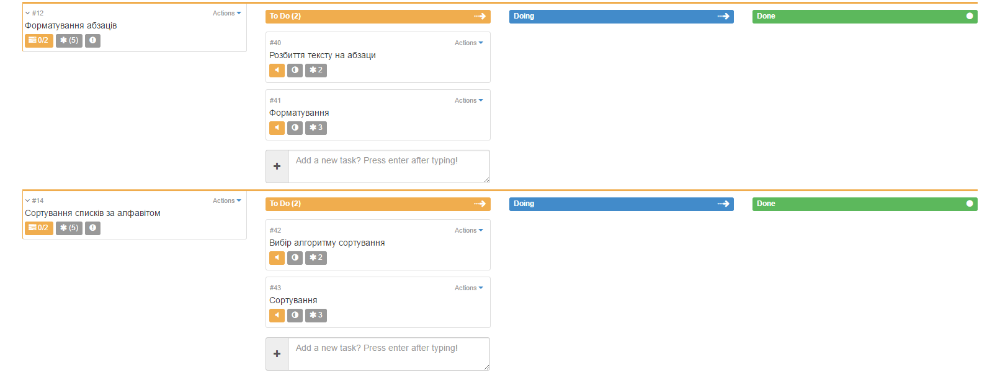 #12 Actions
Форматування абзаців
0/2 (5)
To Do (2)
Doing
Done
#40 Actions
Розбиття тексту на абзаци
2
#41 Actions
Форматування
3
Add a new task? Press enter after typing!
#14 Actions
Сортування списків за алфавітом
0/2 (5)
To Do (2)
Doing
Done
#42 Actions
Вибір алгоритму сортування
2
#43 Actions
Сортування
3
Add a new task? Press enter after typing!